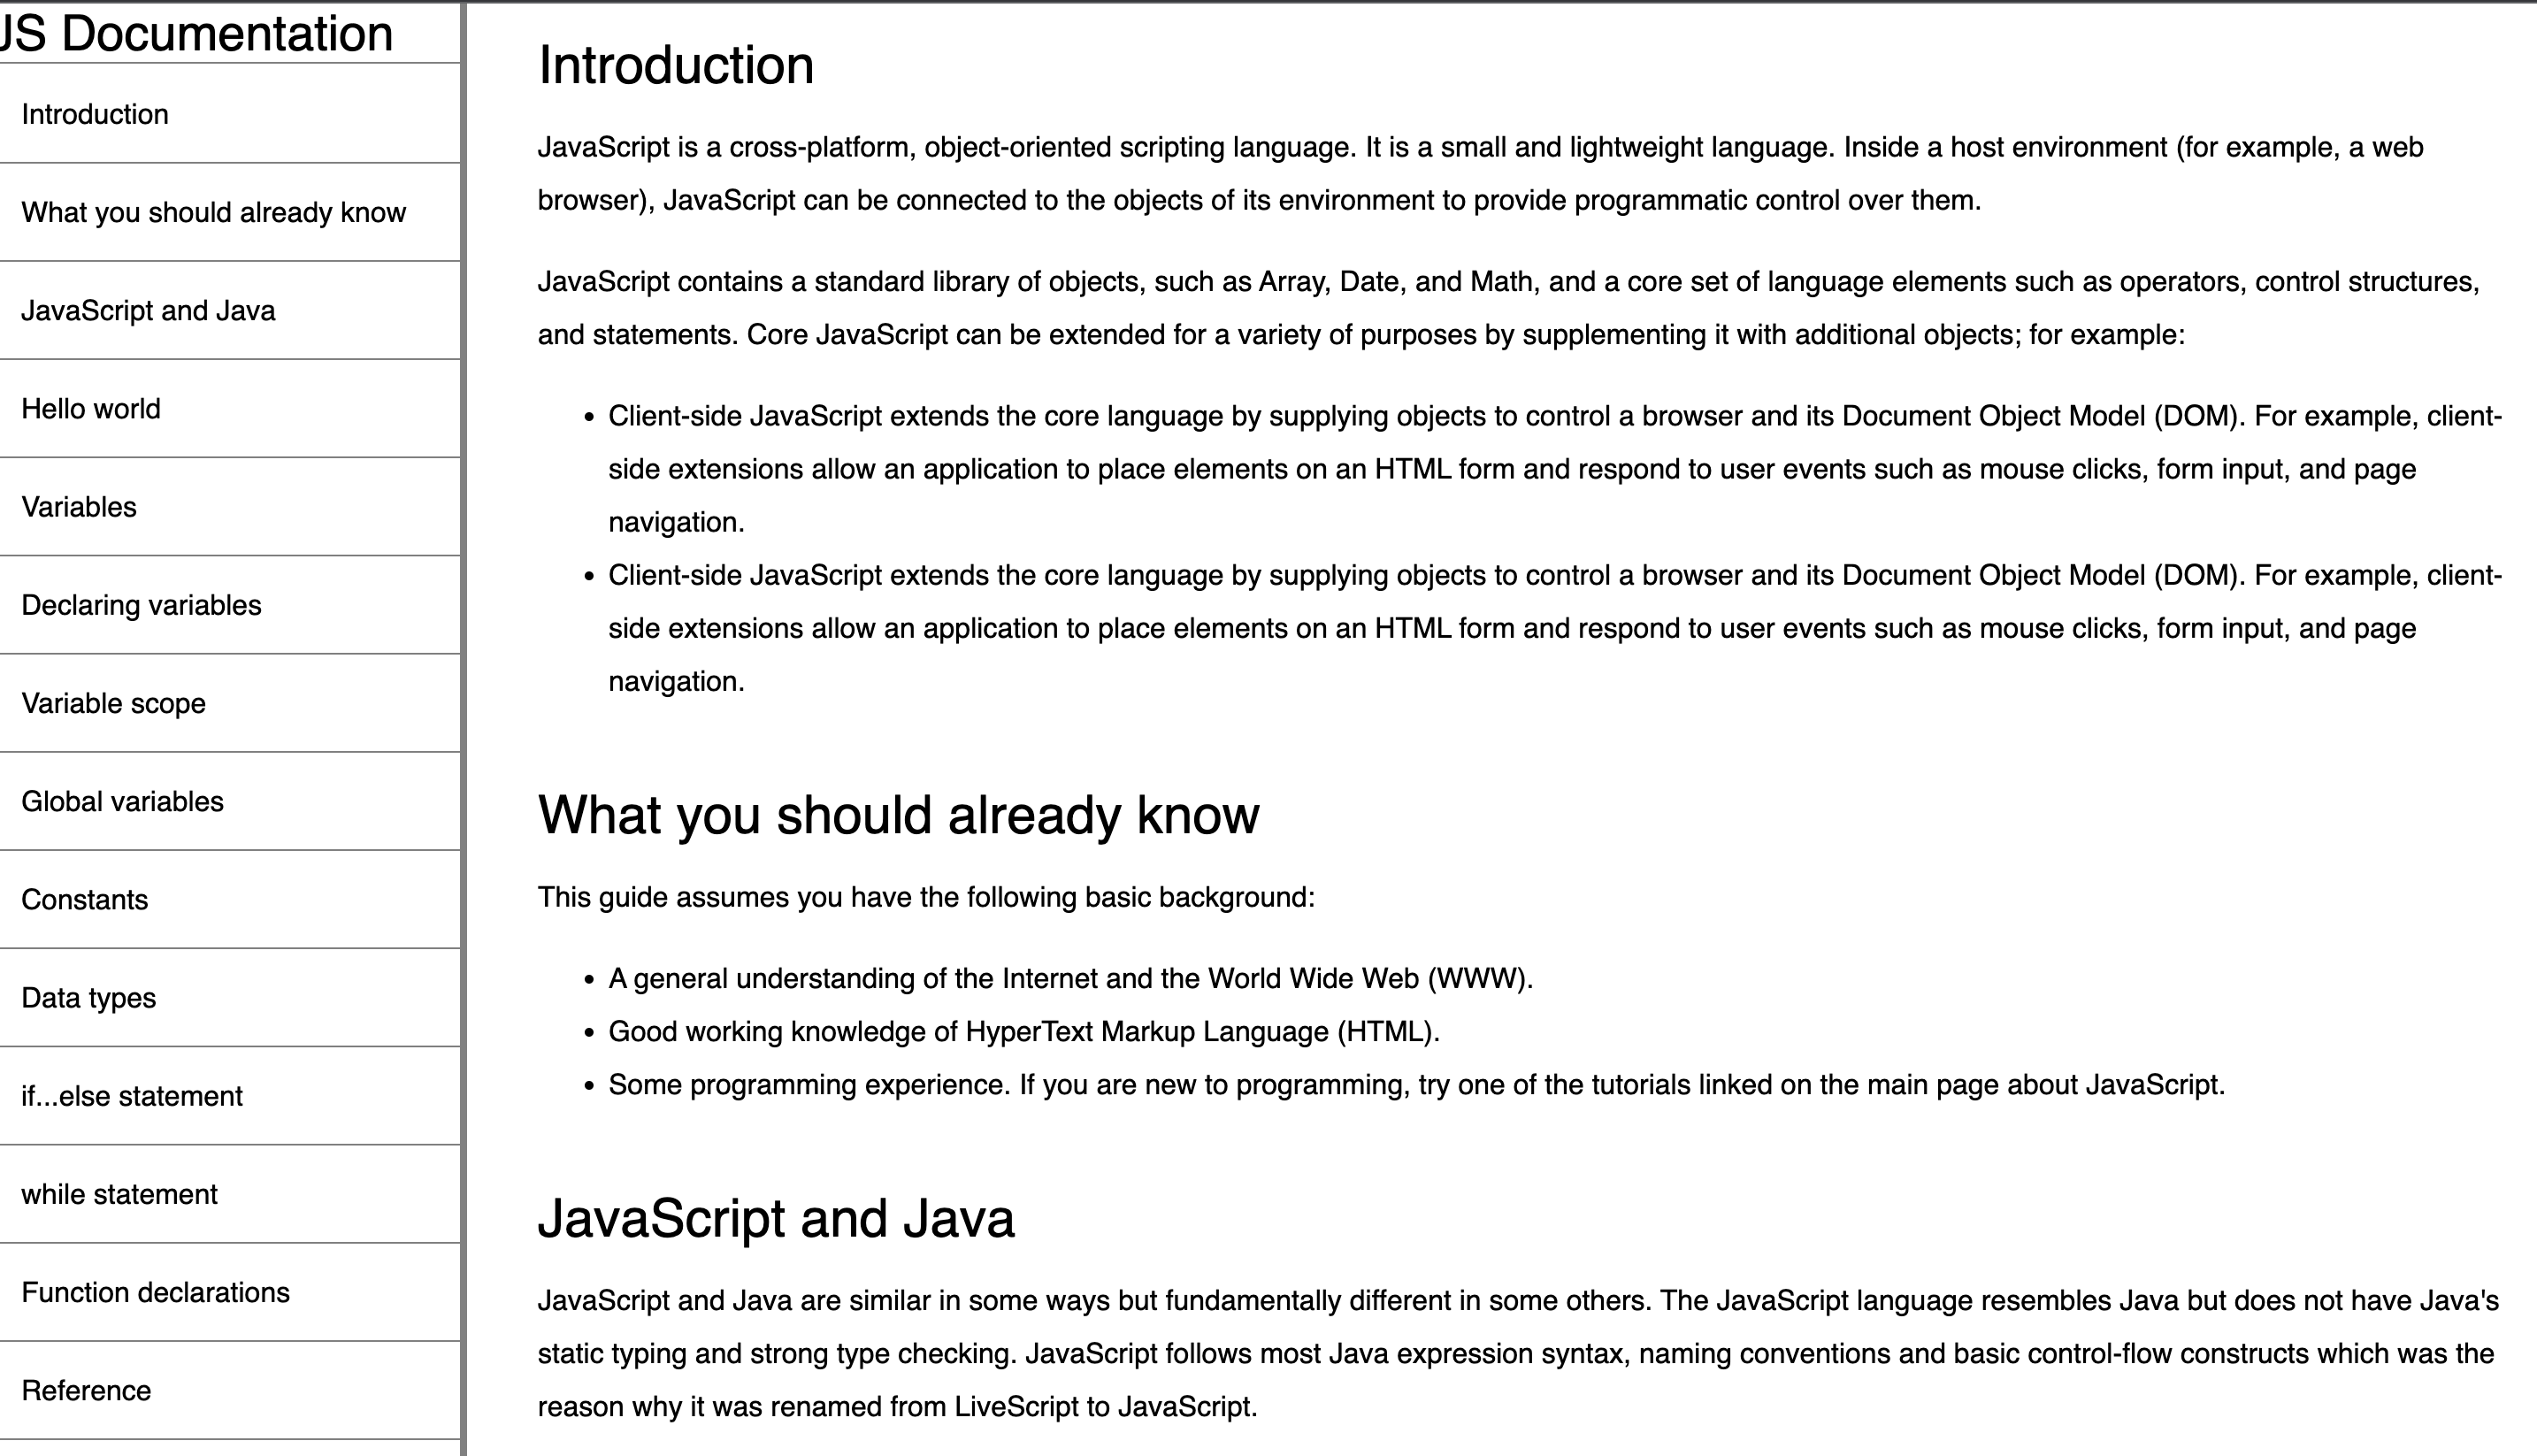 JS Documentation
Introduction
What you should already know
JavaScript and Java
Hello world
Variables
Declaring variables
Variable scope
Global variables
Constants
Data types
if...else statement
while statement
Function declarations
Reference
Introduction
JavaScript is a cross-platform, object-oriented scripting language. It is a small and lightweight language. Inside a host environment (for example, a web
browser), JavaScript can be connected to the objects of its environment to provide programmatic control over them.
JavaScript contains a standard library of objects, such as Array, Date, and Math, and a core set of language elements such as operators, control structures,
and statements. Core JavaScript can be extended for a variety of purposes by supplementing it with additional objects; for example:
• Client-side JavaScript extends the core language by supplying objects to control a browser and its Document Object Model (DOM). For example, client-
side extensions allow an application to place elements on an HTML form and respond to user events such as mouse clicks, form input, and page
navigation.
• Client-side JavaScript extends the core language by supplying objects to control a browser and its Document Object Model (DOM). For example, client-
side extensions allow an application to place elements on an HTML form and respond to user events such as mouse clicks, form input, and page
navigation.
What you should already know
This guide assumes you have the following basic background:
• A general understanding of the Internet and the World Wide Web (WWW).
• Good working knowledge of HyperText Markup Language (HTML).
• Some programming experience. If you are new to programming, try one of the tutorials linked on the main page about JavaScript.
JavaScript and Java
JavaScript and Java are similar in some ways but fundamentally different in some others. The JavaScript language resembles Java but does not have Java's
static typing and strong type checking. JavaScript follows most Java expression syntax, naming conventions and basic control-flow constructs which was the
reason why it was renamed from LiveScript to JavaScript.